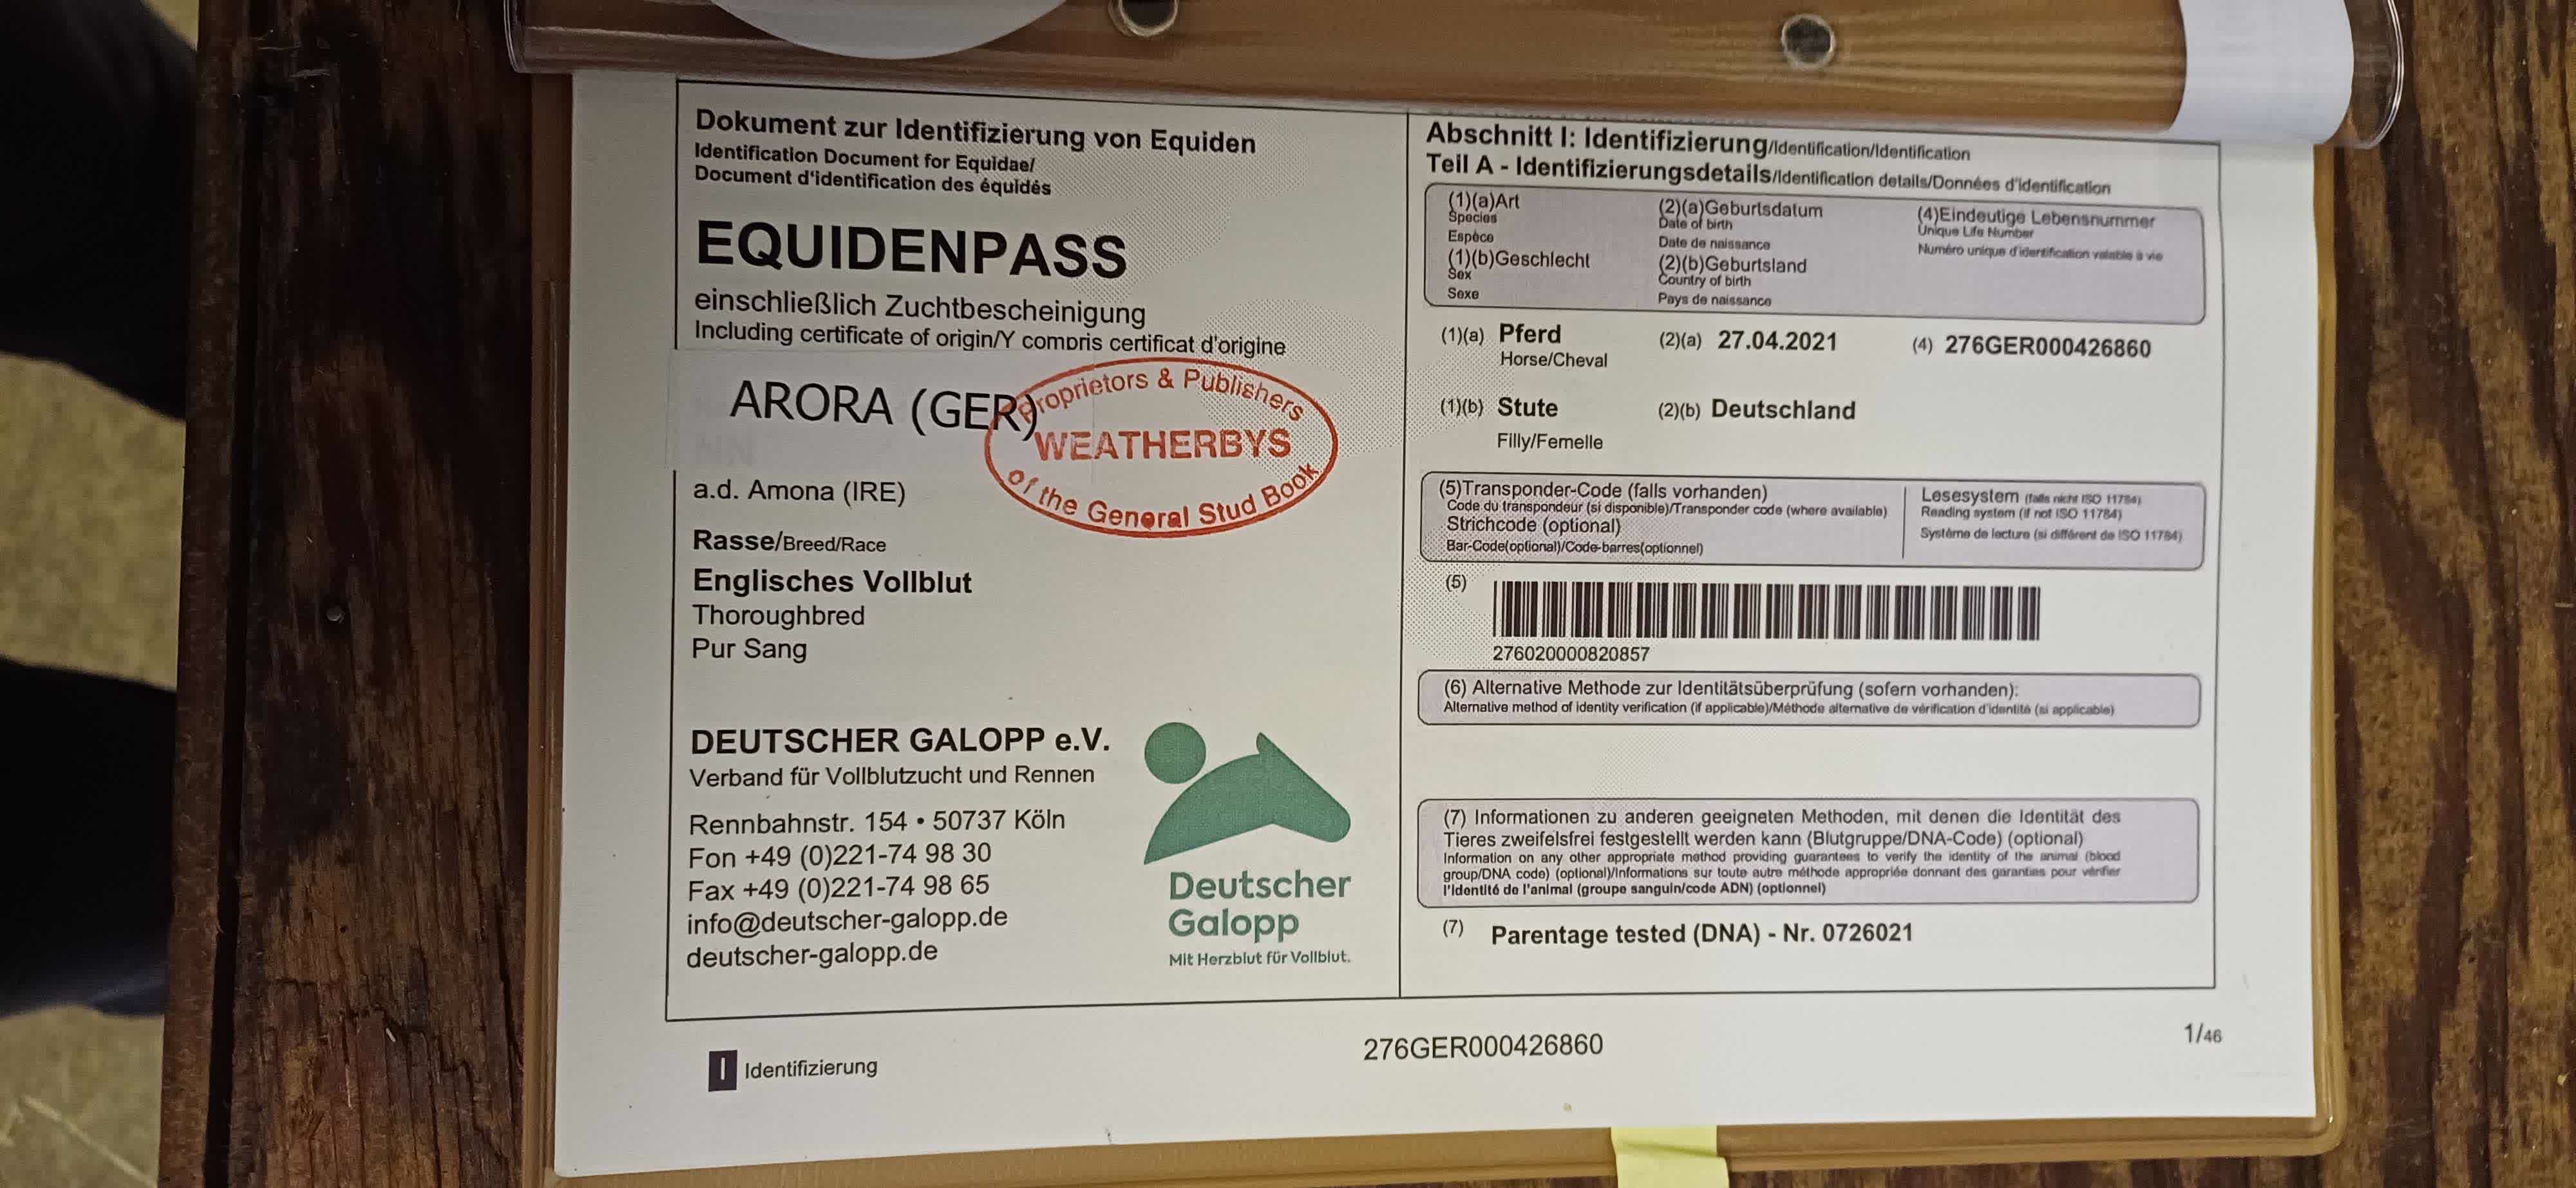 Dokument zur Identifizierung von Equiden
Identification Document for Equidae/
Document d'identification des équidés
EQUIDENPASS
einschließlich Zuchtbescheinigung
Including certificate of origin/Y compris certificat d'origine
ARORA (GER)
Proprietors & Publishers
WEATHERBYS
of the General Stud Book
a.d. Amona (IRE)
Rasse/Breed/Race
Englisches Vollblut
Thoroughbred
Pur Sang
DEUTSCHER GALOPP e.V.
Verband für Vollblutzucht und Rennen
Rennbahnstr. 154 • 50737 Köln
Fon +49 (0)221-74 98 30
Fax +49 (0)221-74 98 65
info@deutscher-galopp.de
deutscher-galopp.de
Deutscher
Galopp
Mit Herzblut für Vollblut.
Abschnitt I: Identifizierung/Identification/Identification
Teil A - Identifizierungsdetails/Identification details/Données d'identification
(1)(a)Art
Species
Espèce
(1)(b)Geschlecht
Sex
Sexe
(2)(a)Geburtsdatum
Date of birth
Date de naissance
(2)(b)Geburtsland
Country of birth
Pays de naissance
(4)Eindeutige Lebensnummer
Unique Life Number
Numéro unique d'identification valable à vie
(1)(a) Pferd
Horse/Cheval
(2)(a) 27.04.2021
(4) 276GER000426860
(1)(b) Stute
Filly/Femelle
(2)(b) Deutschland
(5)Transponder-Code (falls vorhanden)
Code du transpondeur (si disponible)/Transponder code (where available)
Strichcode (optional)
Bar-Code(optional)/Code-barres(optionnel)
Lesesystem (falls nicht ISO 11784)
Reading system (if not ISO 11784)
Système de lecture (si différent de ISO 11784)
(5)
276020000820857
(6) Alternative Methode zur Identitätsüberprüfung (sofern vorhanden):
Alternative method of identity verification (if applicable)/Méthode alternative de vérification d'identité (si applicable)
(7) Informationen zu anderen geeigneten Methoden, mit denen die Identität des
Tieres zweifelsfrei festgestellt werden kann (Blutgruppe/DNA-Code) (optional)
Information on any other appropriate method providing guarantees to verify the identity of the animal (blood
group/DNA code) (optional)/Informations sur toute autre méthode appropriée donnant des garanties pour vérifier
l'identité de l'animal (groupe sanguin/code ADN) (optionnel)
(7) Parentage tested (DNA) - Nr. 0726021
I Identifizierung
276GER000426860
1/46